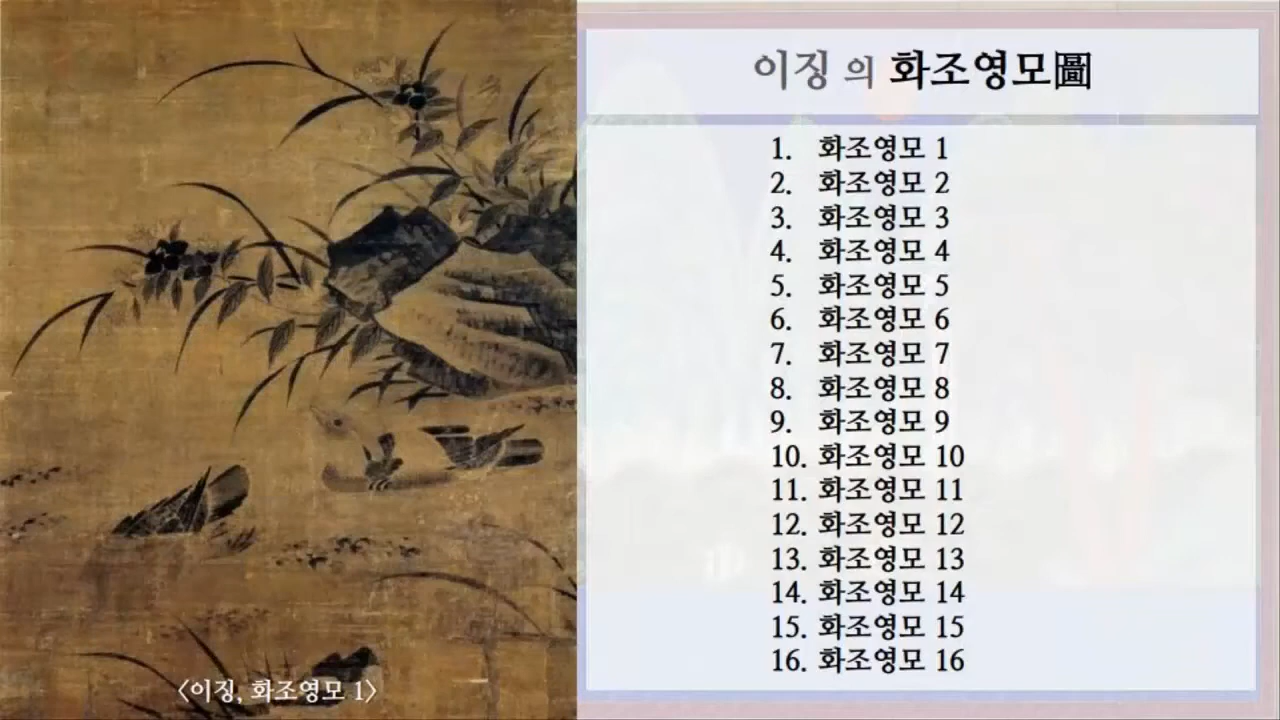 이징 의 화조영모圖
1. 화조영모 1
2. 화조영모 2
3. 화조영모 3
4. 화조영모 4
5. 화조영모 5
6. 화조영모 6
7. 화조영모 7
8. 화조영모 8
9. 화조영모 9
10. 화조영모 10
11. 화조영모 11
12. 화조영모 12
13. 화조영모 13
14. 화조영모 14
15. 화조영모 15
16. 화조영모 16
〈이징, 화조영모 1〉